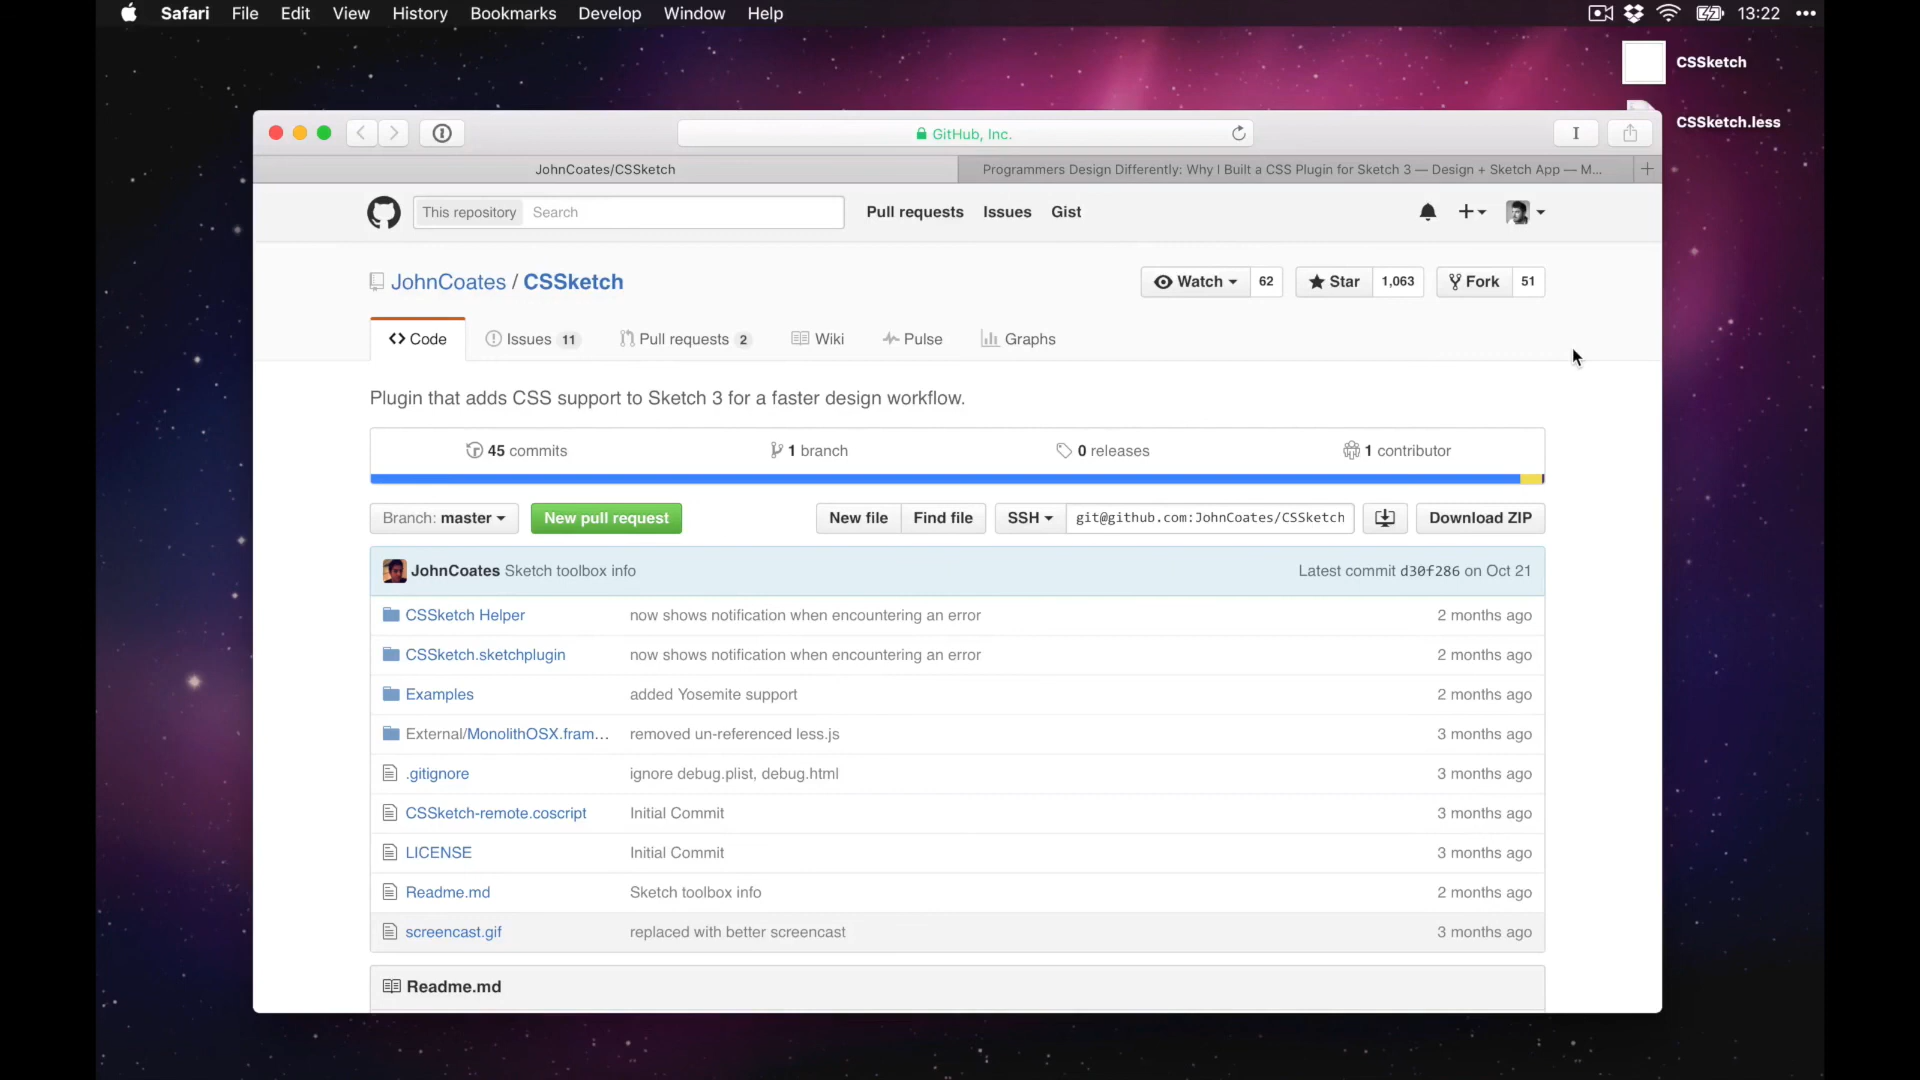 Safari File Edit View History Bookmarks Develop Window Help 13:22
CSSketch
CSSketch.less
GitHub, Inc.
JohnCoates/CSSketch
Programmers Design Differently: Why I Built a CSS Plugin for Sketch 3 — Design + Sketch App — M...
This repository Search Pull requests Issues Gist
JohnCoates / CSSketch Watch 62 Star 1,063 Fork 51
Code Issues 11 Pull requests 2 Wiki Pulse Graphs
Plugin that adds CSS support to Sketch 3 for a faster design workflow.
45 commits 1 branch 0 releases 1 contributor
Branch: master New pull request New file Find file SSH git@github.com:JohnCoates/CSSketch Download ZIP
JohnCoates Sketch toolbox info Latest commit d30f286 on Oct 21
CSSketch Helper now shows notification when encountering an error 2 months ago
CSSketch.sketchplugin now shows notification when encountering an error 2 months ago
Examples added Yosemite support 2 months ago
External/MonolithOSX.fram... removed un-referenced less.js 3 months ago
.gitignore ignore debug.plist, debug.html 3 months ago
CSSketch-remote.coscript Initial Commit 3 months ago
LICENSE Initial Commit 3 months ago
Readme.md Sketch toolbox info 2 months ago
screencast.gif replaced with better screencast 3 months ago
Readme.md